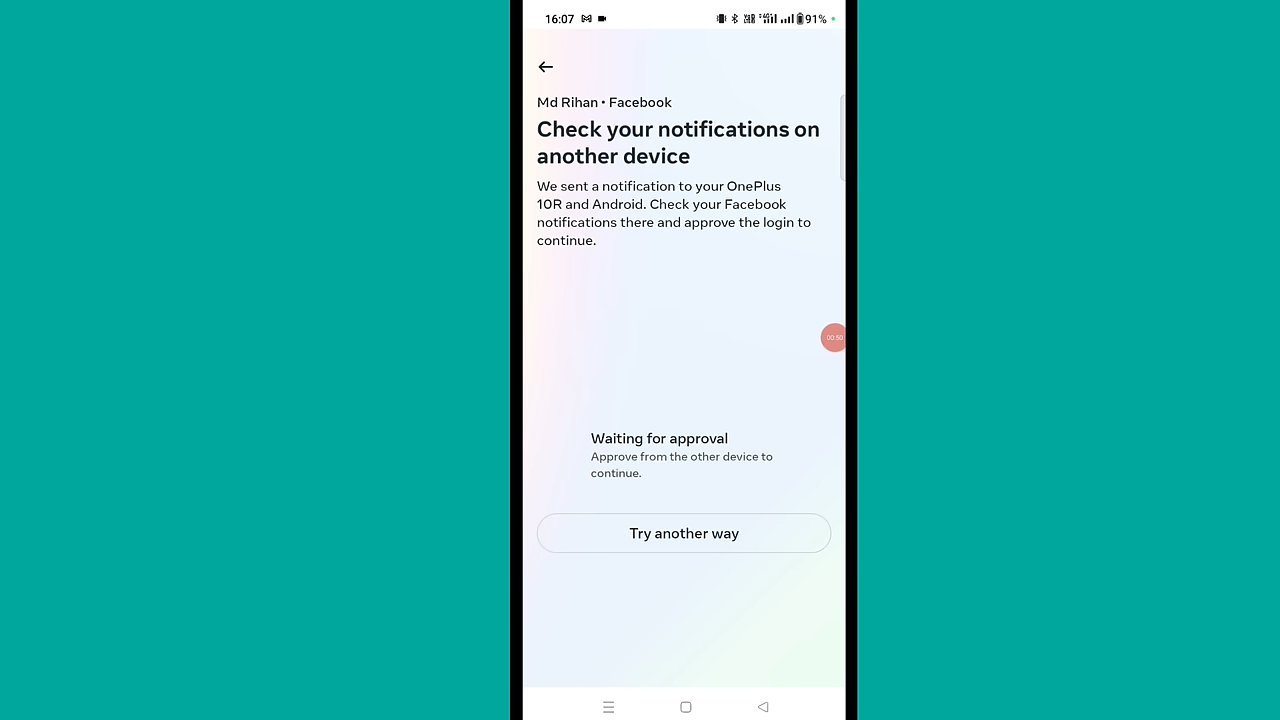 16:07
91%
Md Rihan • Facebook
Check your notifications on
another device
We sent a notification to your OnePlus
10R and Android. Check your Facebook
notifications there and approve the login to
continue.
00:50
Waiting for approval
Approve from the other device to
continue.
Try another way